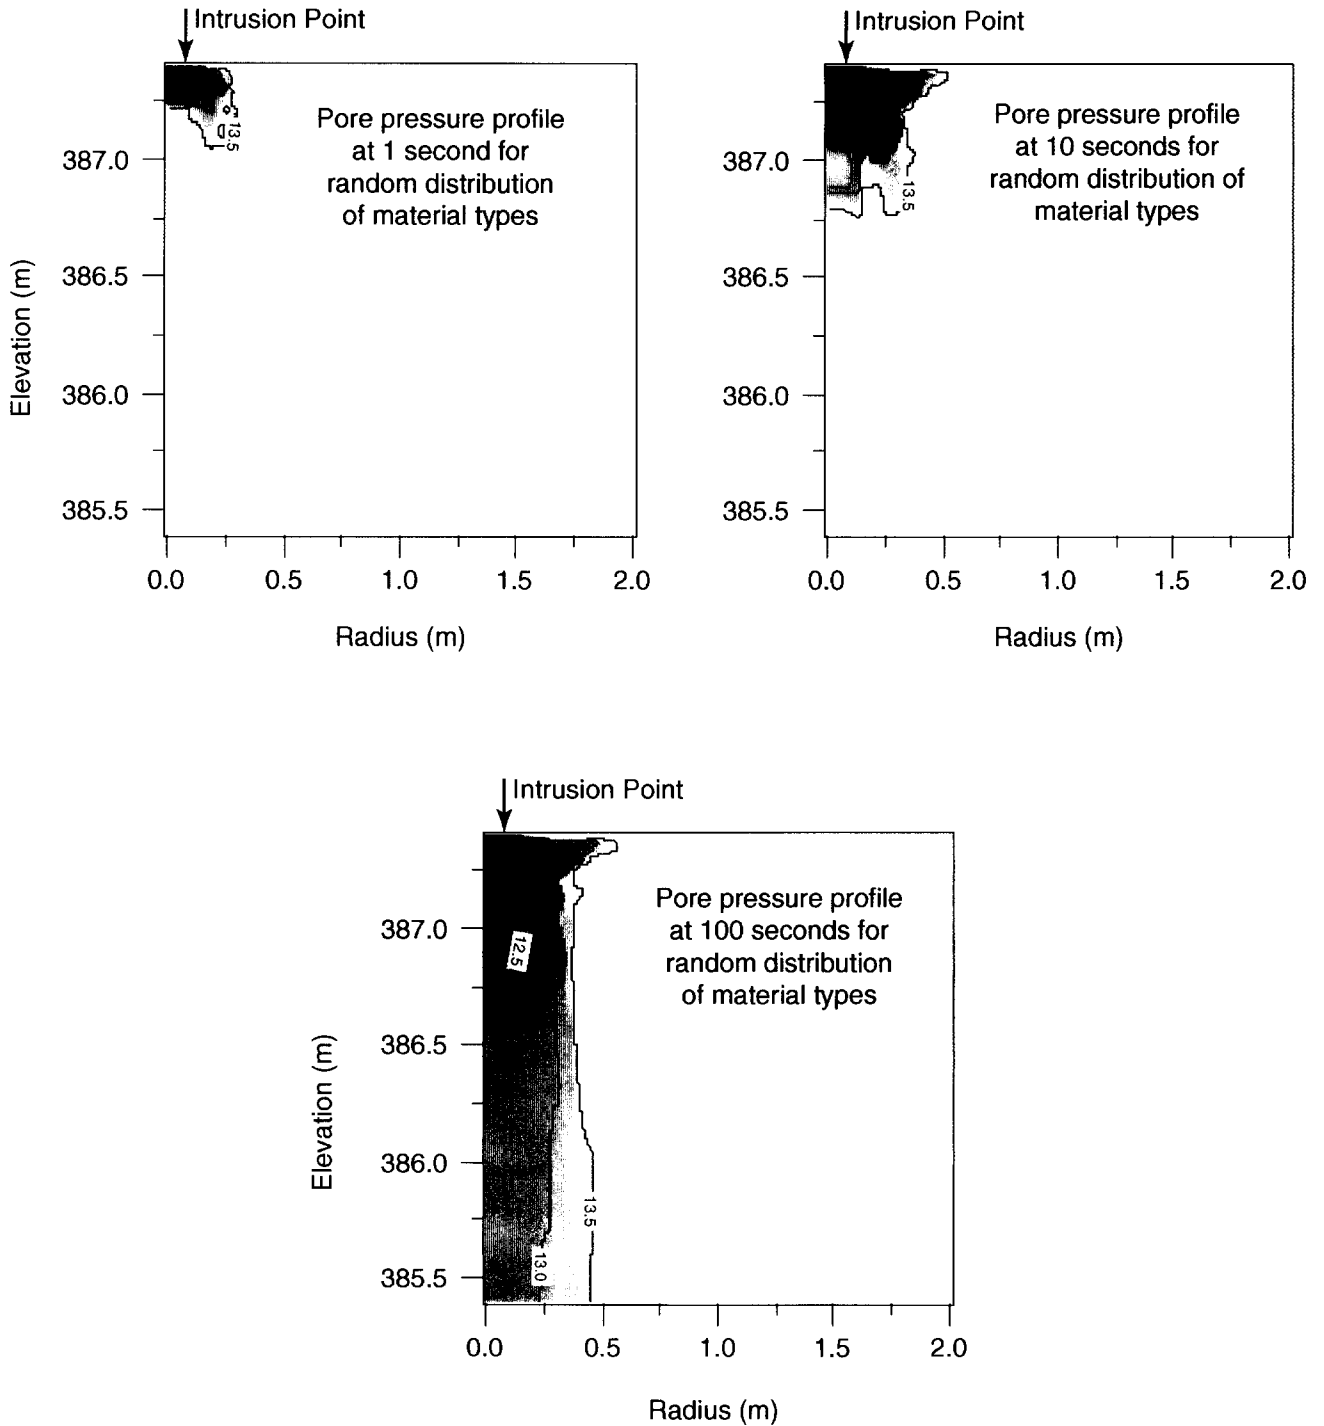 Intrusion Point
Pore pressure profile
at 1 second for
random distribution
of material types
13.5
387.0
386.5
386.0
385.5
Elevation (m)
0.0 0.5 1.0 1.5 2.0
Radius (m)
Intrusion Point
Pore pressure profile
at 10 seconds for
random distribution of
material types
13.5
387.0
386.5
386.0
385.5
0.0 0.5 1.0 1.5 2.0
Radius (m)
Intrusion Point
Pore pressure profile
at 100 seconds for
random distribution
of material types
12.5
13.5
13.0
387.0
386.5
386.0
385.5
Elevation (m)
0.0 0.5 1.0 1.5 2.0
Radius (m)